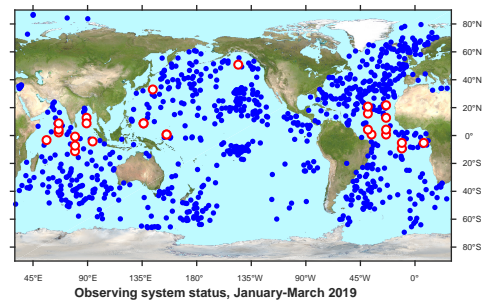 80°N
60°N
40°N
20°N
0°N
20°S
40°S
60°S
80°S
45°E 90°E 135°E 180° 135°W 90°W 45°W 0°
Observing system status, January-March 2019